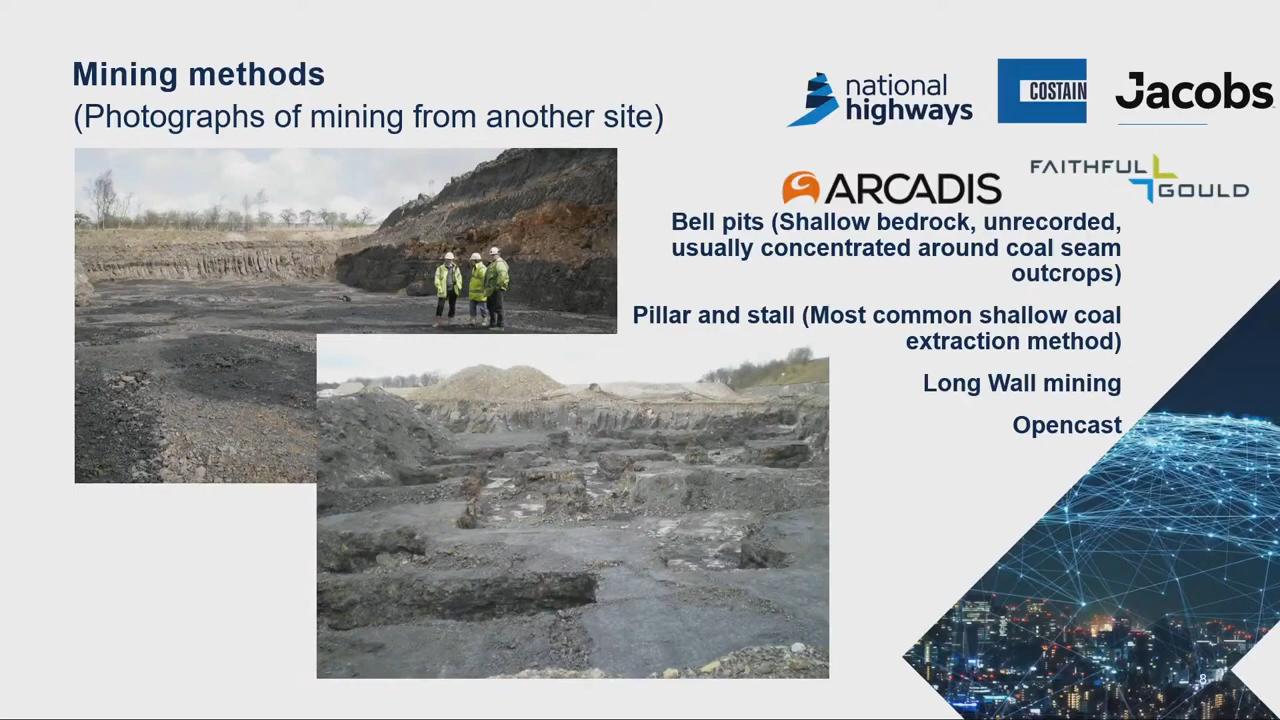 Mining methods
(Photographs of mining from another site)
national
highways
COSTAIN
Jacobs
ARCADIS
FAITHFUL
GOULD
Bell pits (Shallow bedrock, unrecorded,
usually concentrated around coal seam
outcrops)
Pillar and stall (Most common shallow coal
extraction method)
Long Wall mining
Opencast
8